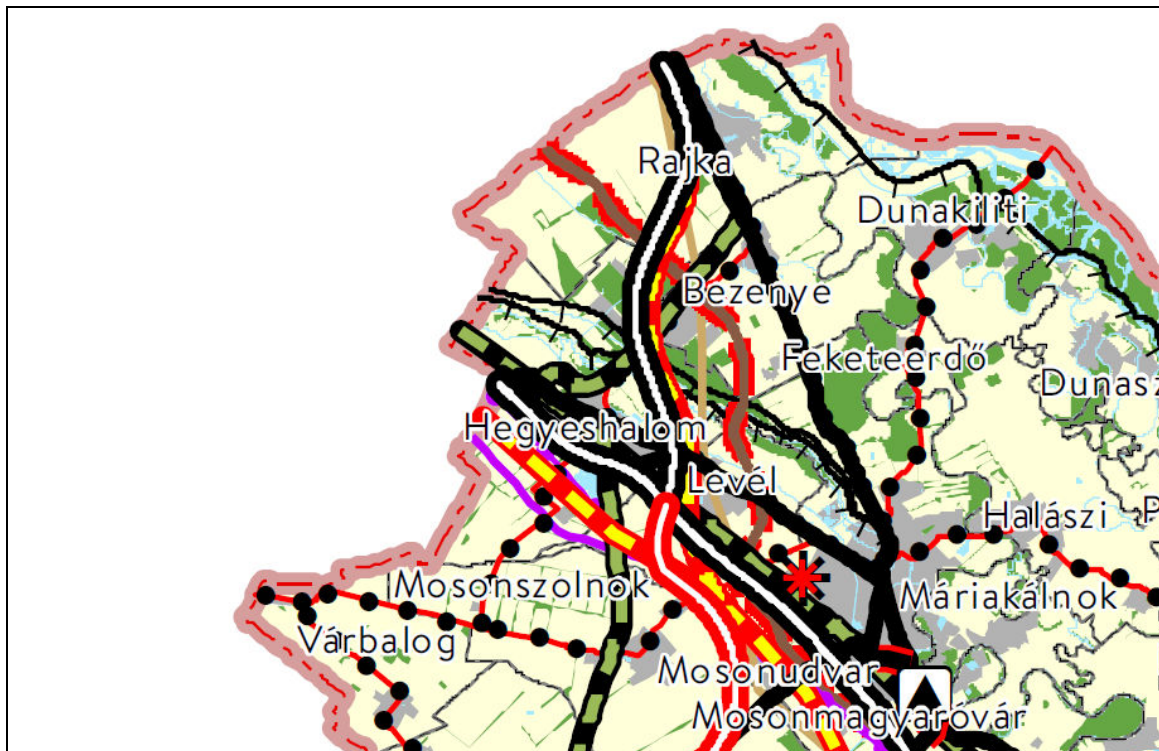 Rajka
Dunakiliti
Bezenye
Feketeerdő
Dunasz
Hegyeshalom
Levél
Halászi
P
Mosonszolnok
Máriakálnok
Várbalog
Mosonudvar
Mosonmagyaróvár